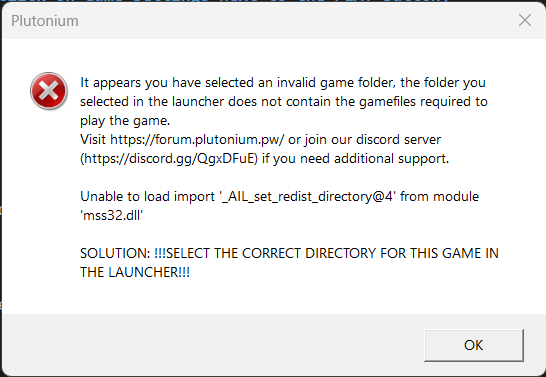 Plutonium
It appears you have selected an invalid game folder, the folder you
selected in the launcher does not contain the gamefiles required to
play the game.
Visit https://forum.plutonium.pw/ or join our discord server
(https://discord.gg/QgxDFuE) if you need additional support.
Unable to load import '_AIL_set_redist_directory@4' from module
'mss32.dll'
SOLUTION: !!!SELECT THE CORRECT DIRECTORY FOR THIS GAME IN
THE LAUNCHER!!!
OK